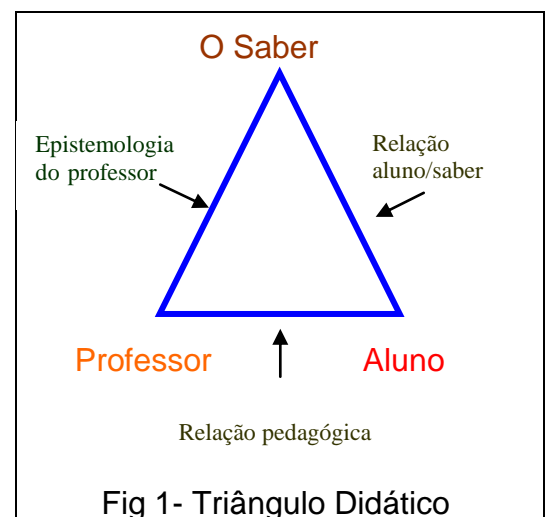 O Saber
Epistemologia
do professor
Relação
aluno/saber
Professor
Aluno
Relação pedagógica
Fig 1- Triângulo Didático